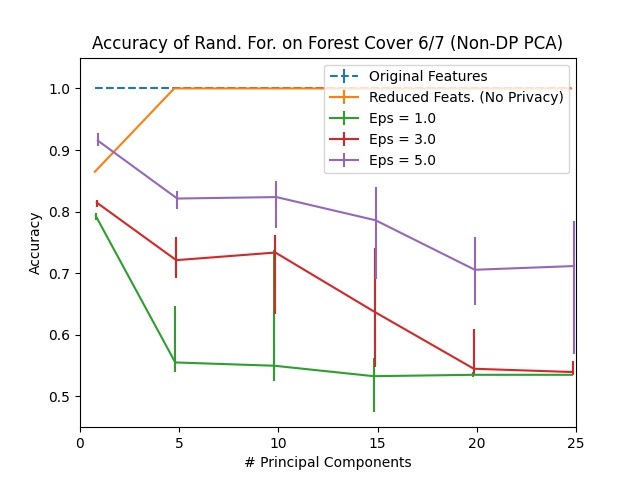 Accuracy of Rand. For. on Forest Cover 6/7 (Non-DP PCA)
Original Features
Reduced Feats. (No Privacy)
Eps = 1.0
Eps = 3.0
Eps = 5.0
Accuracy
1.0
0.9
0.8
0.7
0.6
0.5
0 5 10 15 20 25
# Principal Components